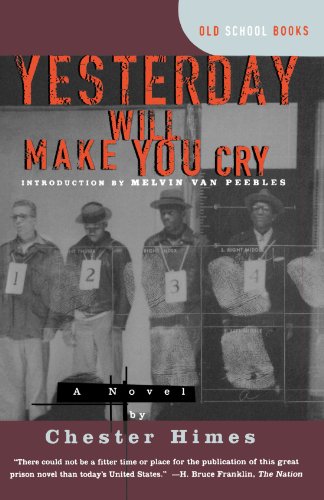 OLD SCHOOL BOOKS
YESTERDAY
WILL
MAKE YOU CRY
INTRODUCTION BY MELVIN VAN PEEBLES
1
2
3
4
A Novel
by
Chester Himes
"There could not be a fitter time or place for the publication of this great
prison novel than today's United States." —H. Bruce Franklin, The Nation